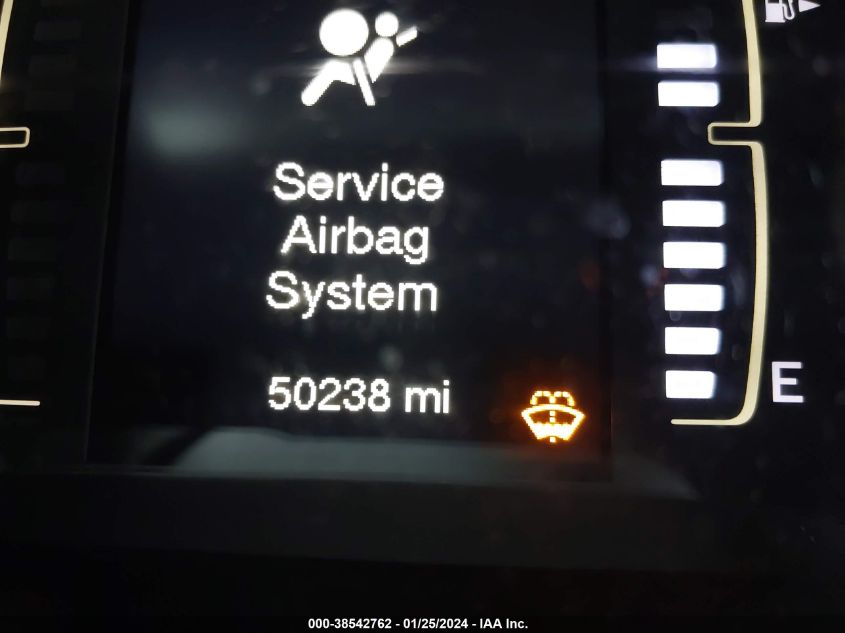 Service
Airbag
System
50238 mi
E
000-38542762 - 01/25/2024 - IAA Inc.